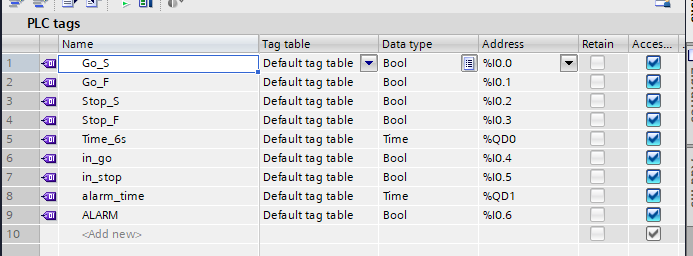 PLC tags
Name Tag table Data type Address Retain Acces... ...
1 Go_S Default tag table Bool %I0.0
2 Go_F Default tag table Bool %I0.1
3 Stop_S Default tag table Bool %I0.2
4 Stop_F Default tag table Bool %I0.3
5 Time_6s Default tag table Time %QD0
6 in_go Default tag table Bool %I0.4
7 in_stop Default tag table Bool %I0.5
8 alarm_time Default tag table Time %QD1
9 ALARM Default tag table Bool %I0.6
10 <Add new>